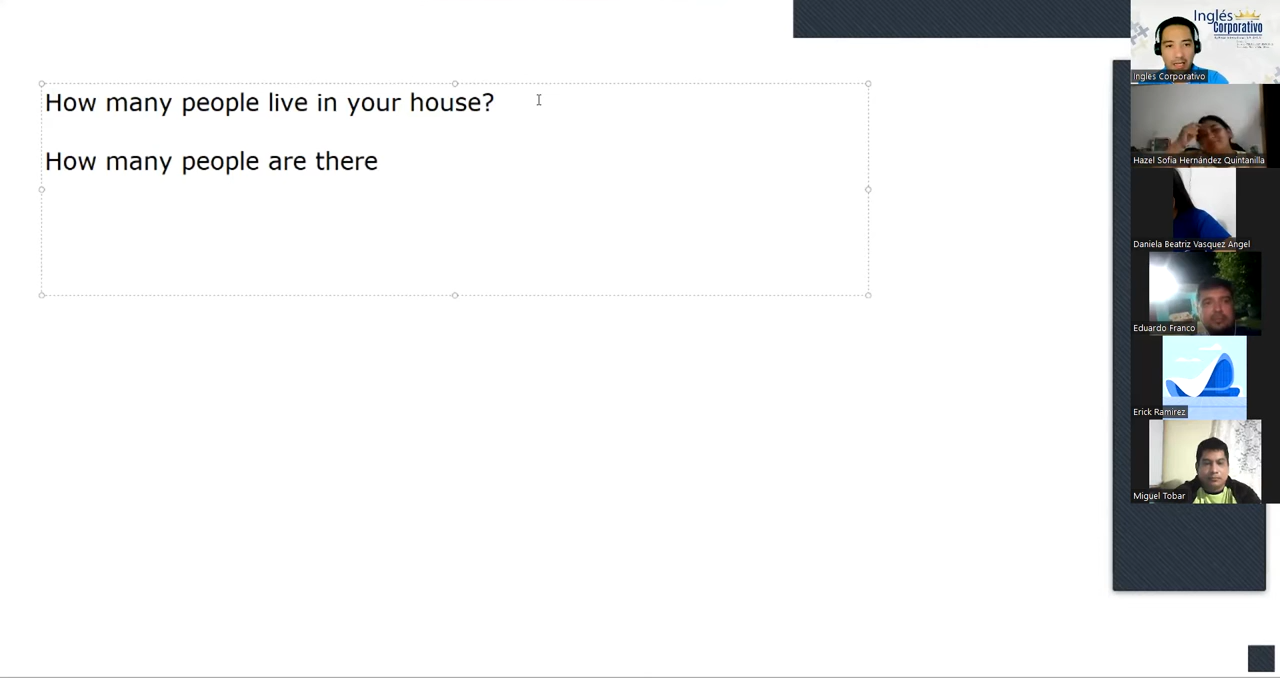 How many people live in your house?
How many people are there
Inglés
Corporativo
Inglés Corporativo
Hazel Sofia Hernández Quintanilla
Daniela Beatriz Vasquez Angel
Eduardo Franco
Erick Ramirez
Miguel Tobar